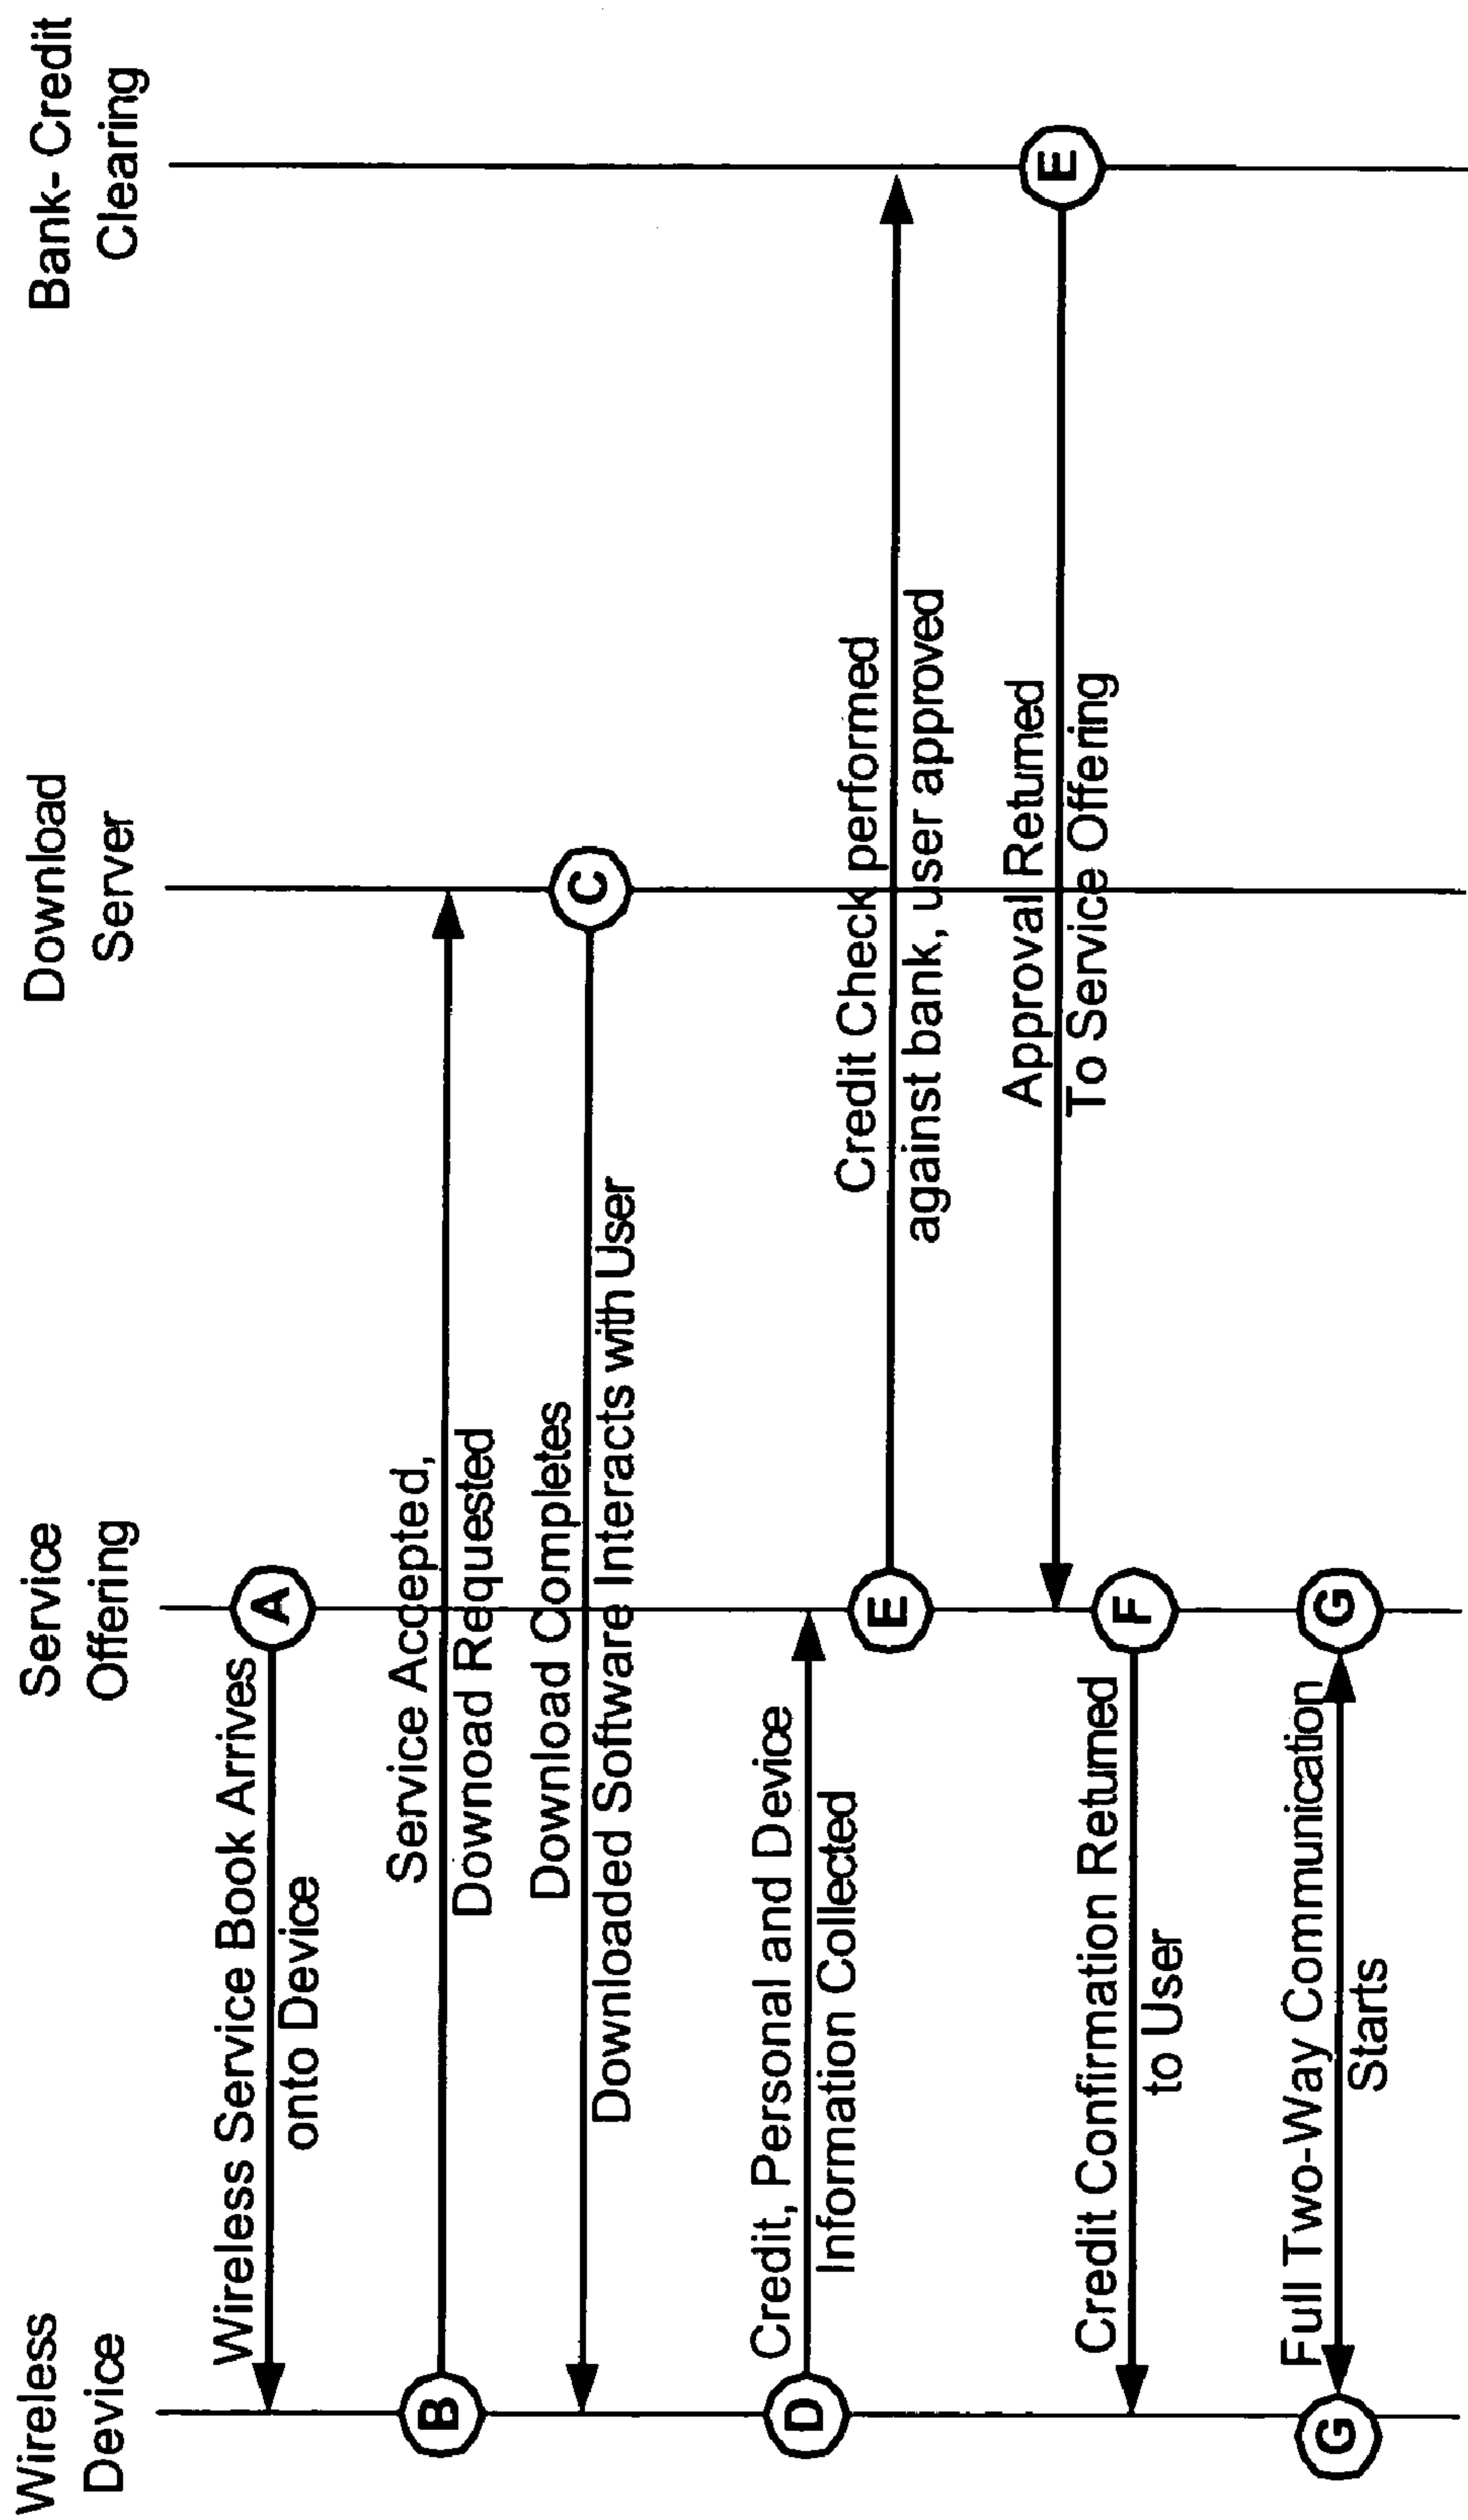 Wireless
Device
Service
Offering
Download
Server
Bank- Credit
Clearing
Wireless Service Book Arrives
onto Device
A
Service Accepted,
Downoad Requested
B
Download Completes
Downloaded Software Interacts with User
C
Credit, Personal and Device
Information Collected
D
Credit Check performed
against bank, user approved
E
Approval Returned
To Service Offering
E
Credit Confirmation Returned
to User
F
Full Two-Way Communication
Starts
G
G